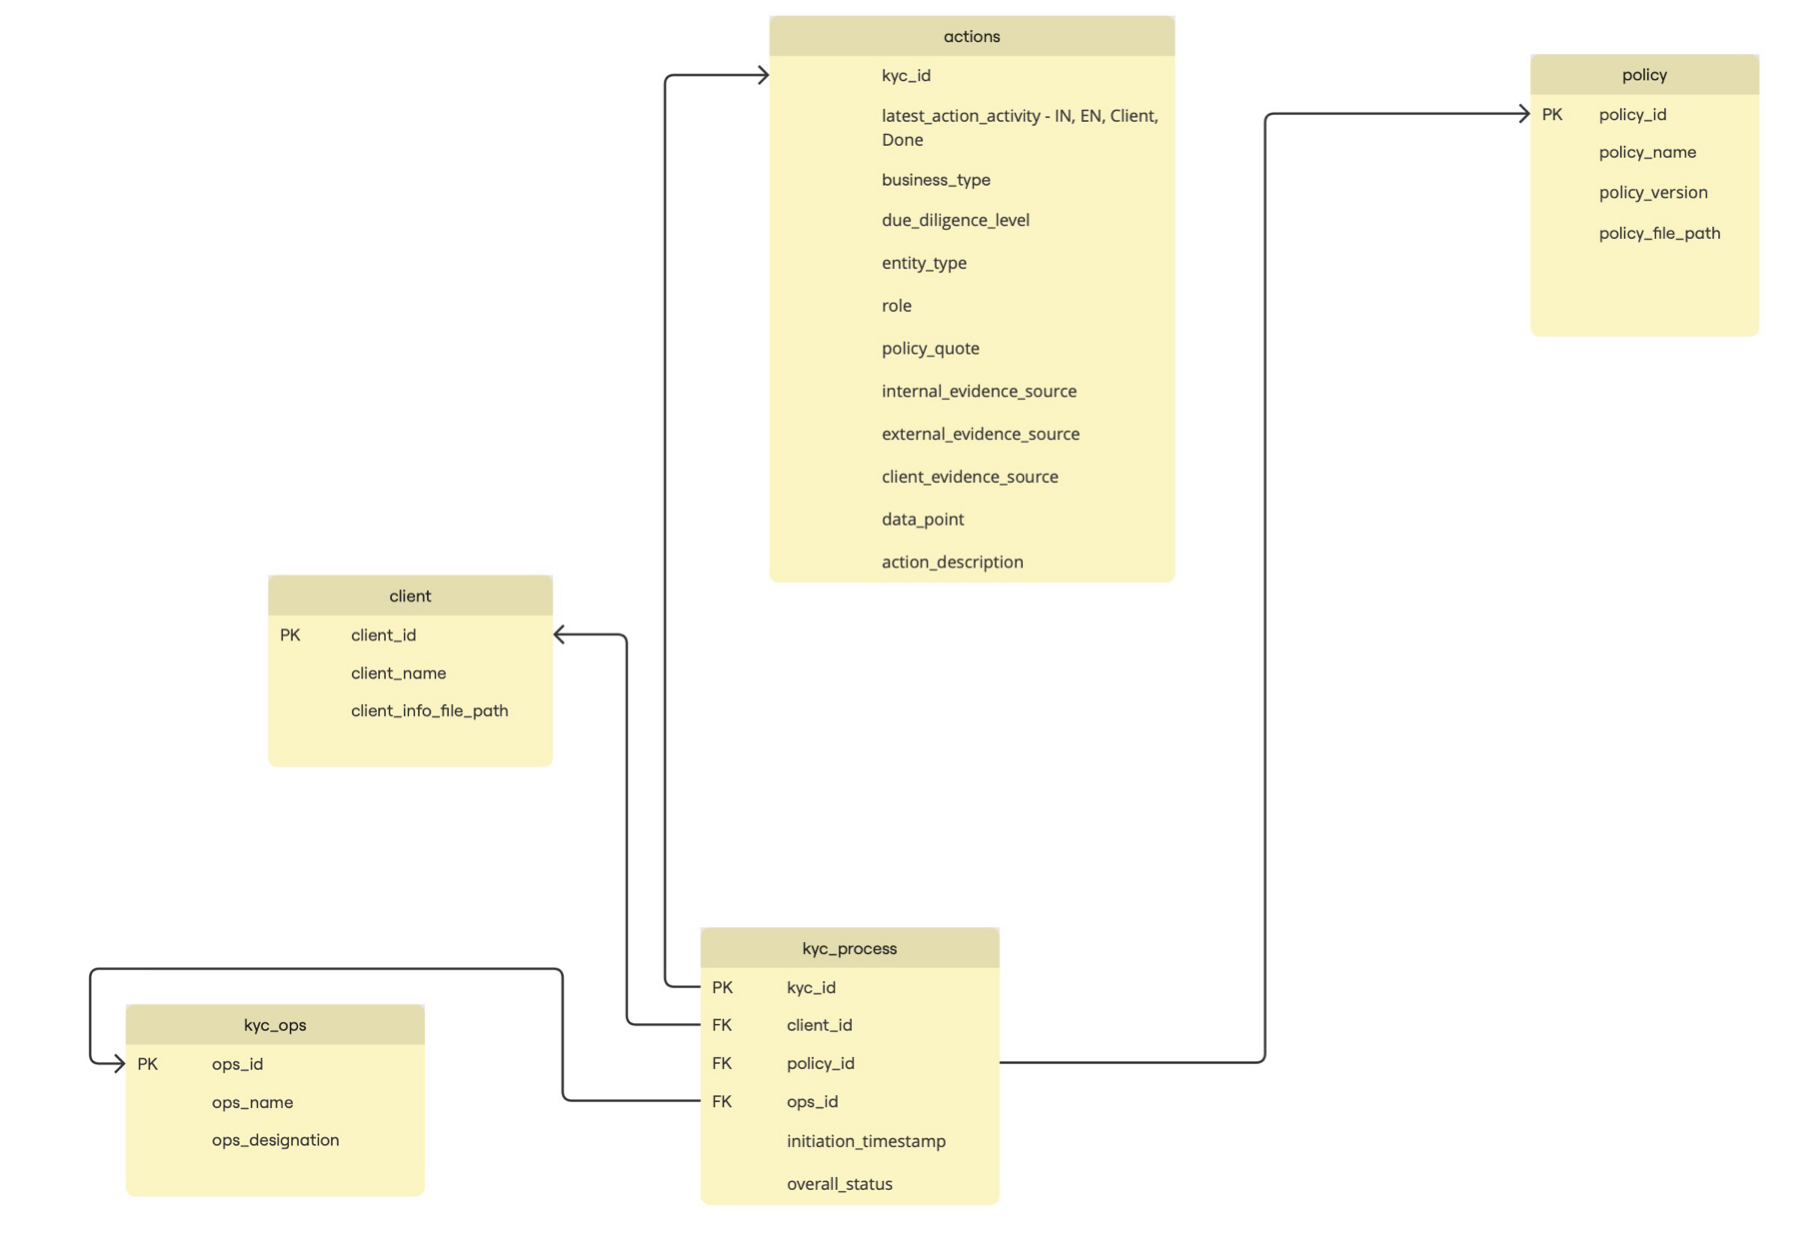 actions
kyc_id
latest_action_activity - IN, EN, Client,
Done
business_type
due_diligence_level
entity_type
role
policy_quote
internal_evidence_source
external_evidence_source
client_evidence_source
data_point
action_description
policy
PK policy_id
policy_name
policy_version
policy_file_path
client
PK client_id
client_name
client_info_file_path
kyc_process
PK kyc_id
FK client_id
FK policy_id
FK ops_id
initiation_timestamp
overall_status
kyc_ops
PK ops_id
ops_name
ops_designation